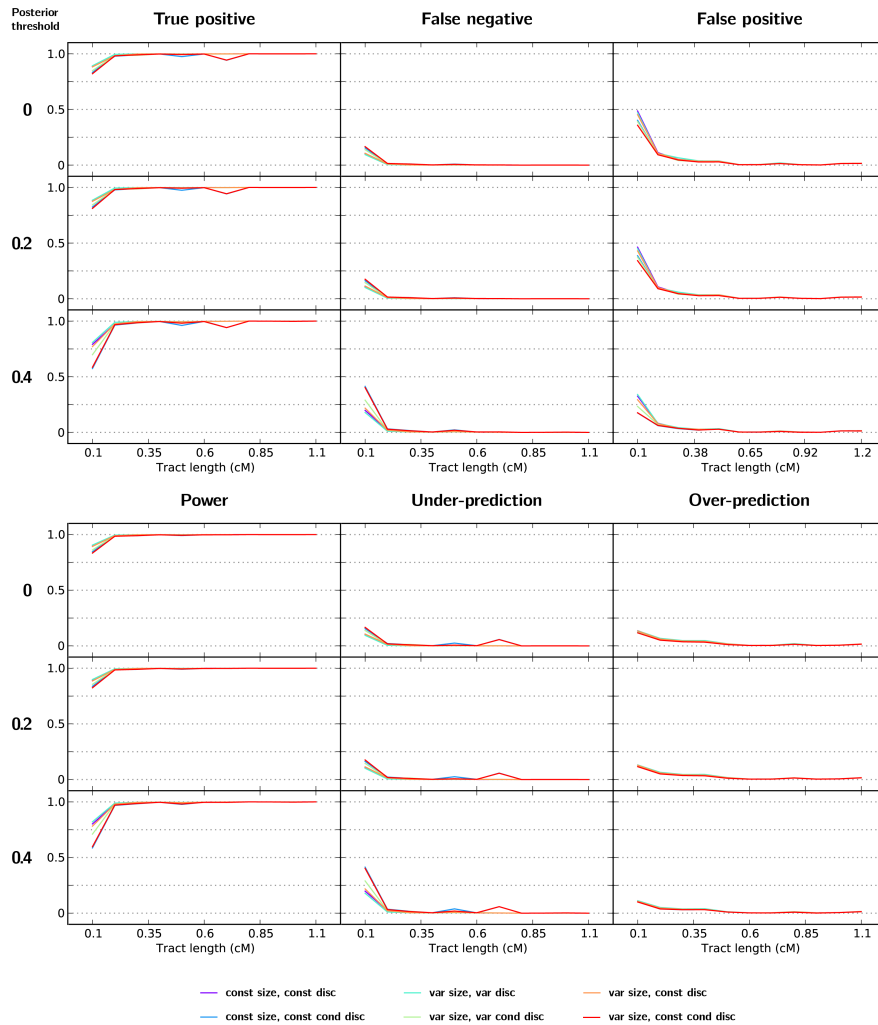 Posterior
threshold
True positive False negative False positive
1.0
0 0.5
0
1.0
0.2 0.5
0
1.0
0.4 0.5
0
0.1 0.35 0.6 0.85 1.1 0.1 0.35 0.6 0.85 1.1 0.1 0.38 0.65 0.92 1.2
Tract length (cM) Tract length (cM) Tract length (cM)
Power Under-prediction Over-prediction
1.0
0 0.5
0
1.0
0.2 0.5
0
1.0
0.4 0.5
0
0.1 0.35 0.6 0.85 1.1 0.1 0.35 0.6 0.85 1.1 0.1 0.38 0.65 0.92 1.2
Tract length (cM) Tract length (cM) Tract length (cM)
const size, const disc var size, var disc var size, const disc
const size, const cond disc var size, var cond disc var size, const cond disc